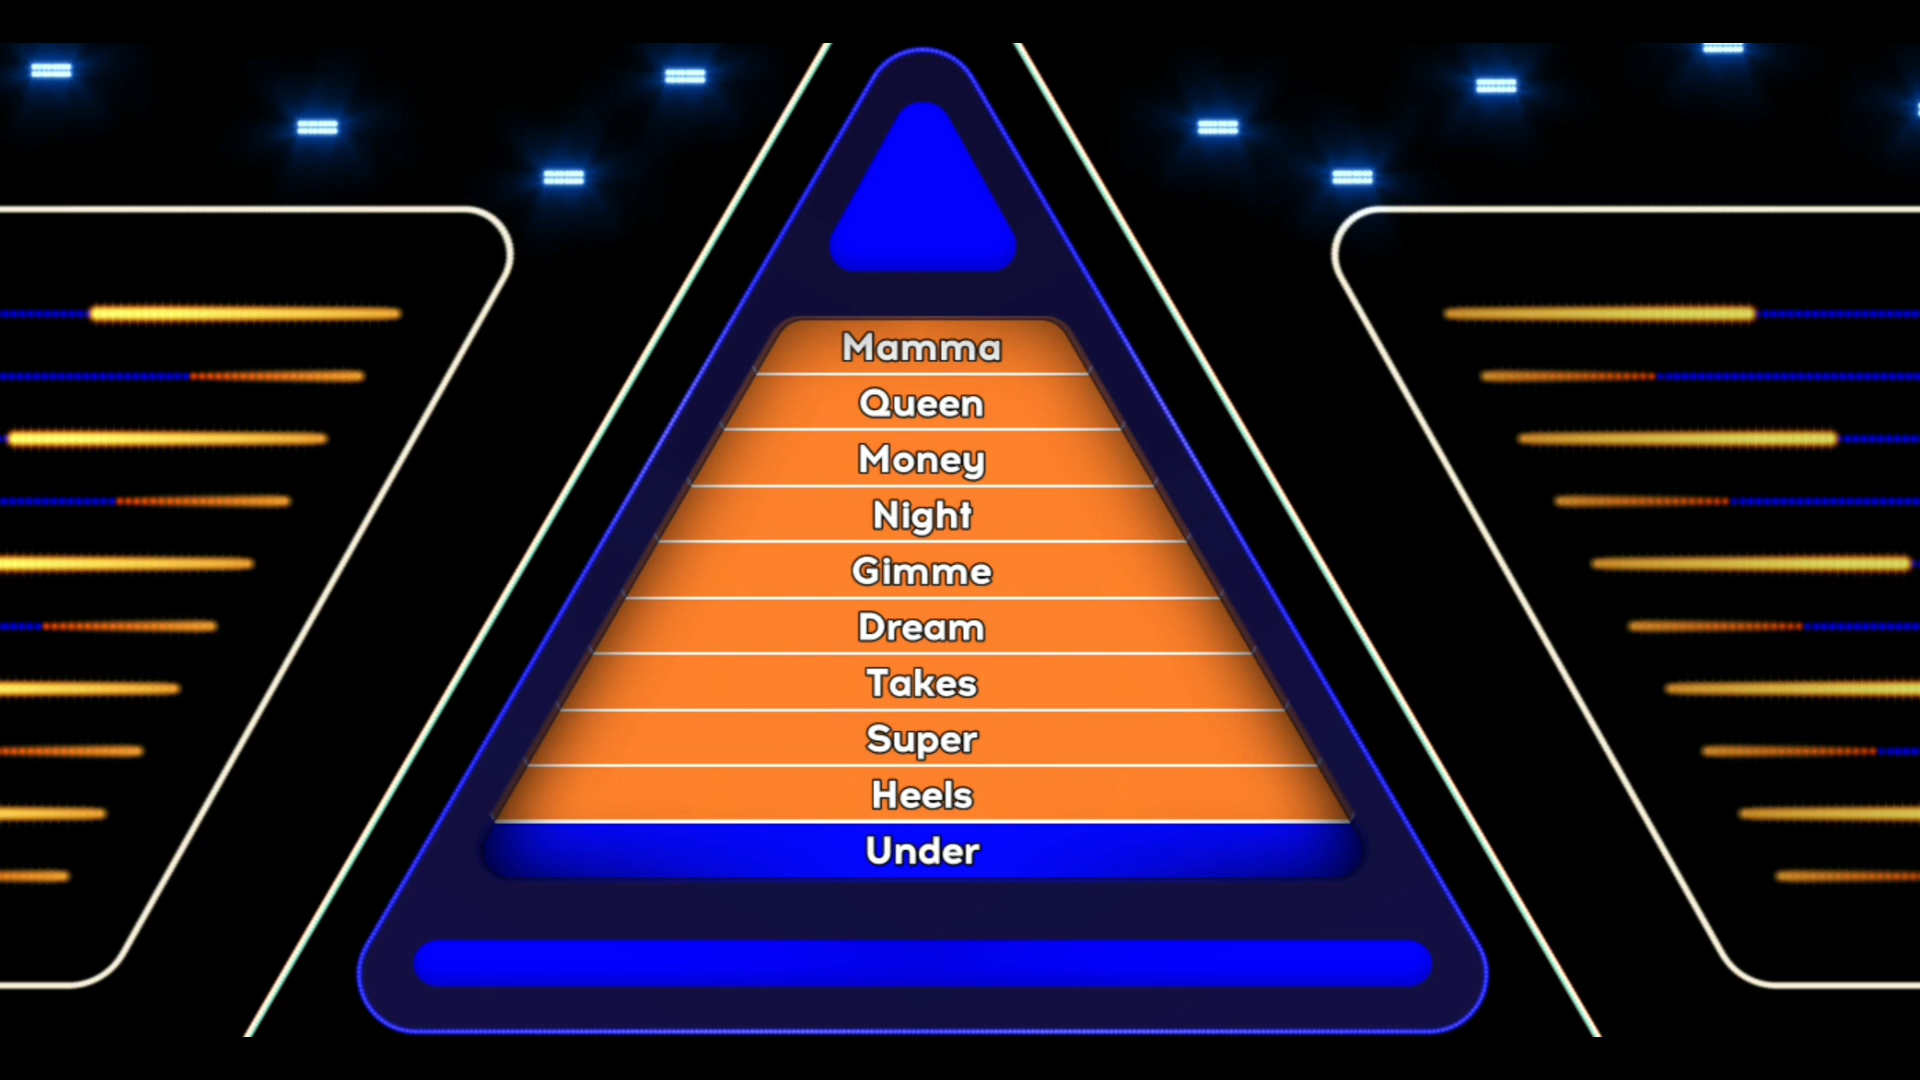 Mamma
Queen
Money
Night
Gimme
Dream
Takes
Super
Heels
Under